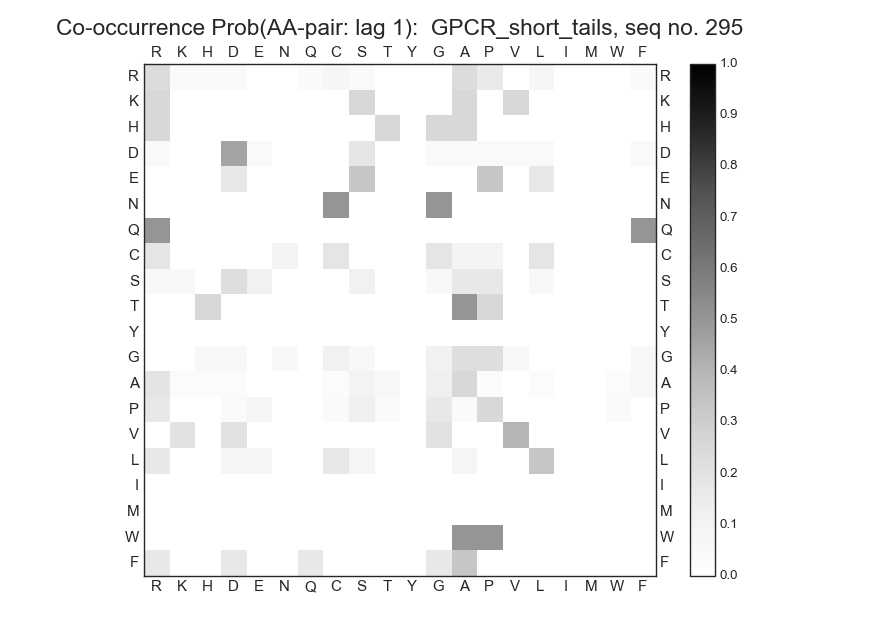 Co-occurrence Prob(AA-pair: lag 1):  GPCR_short_tails, seq no. 295
R K H D E N Q C S T Y G A P V L I M W F
R R 1.0
K K 0.9
H H
D D 0.8
E E
N N 0.7
Q Q 0.6
C C
S S 0.5
T T
Y Y 0.4
G G
A A 0.3
P P
V V 0.2
L L
I I 0.1
M M
W W
F F 0.0
R K H D E N Q C S T Y G A P V L I M W F